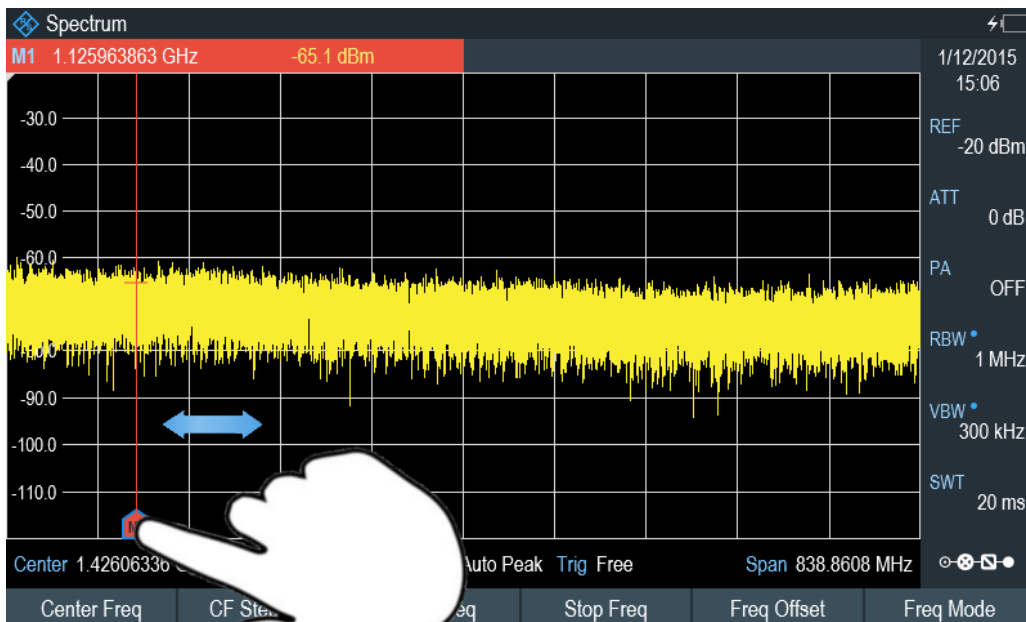 Spectrum
M1 1.125963863 GHz -65.1 dBm
1/12/2015
15:06
-30.0
-40.0
-50.0
-60.0
-90.0
-100.0
-110.0
REF
-20 dBm
ATT
0 dB
PA
OFF
RBW
1 MHz
VBW
300 kHz
SWT
20 ms
Center 1.42606336 Auto Peak Trig Free Span 838.8608 MHz
Center Freq CF Stop Freq Freq Offset Freq Mode